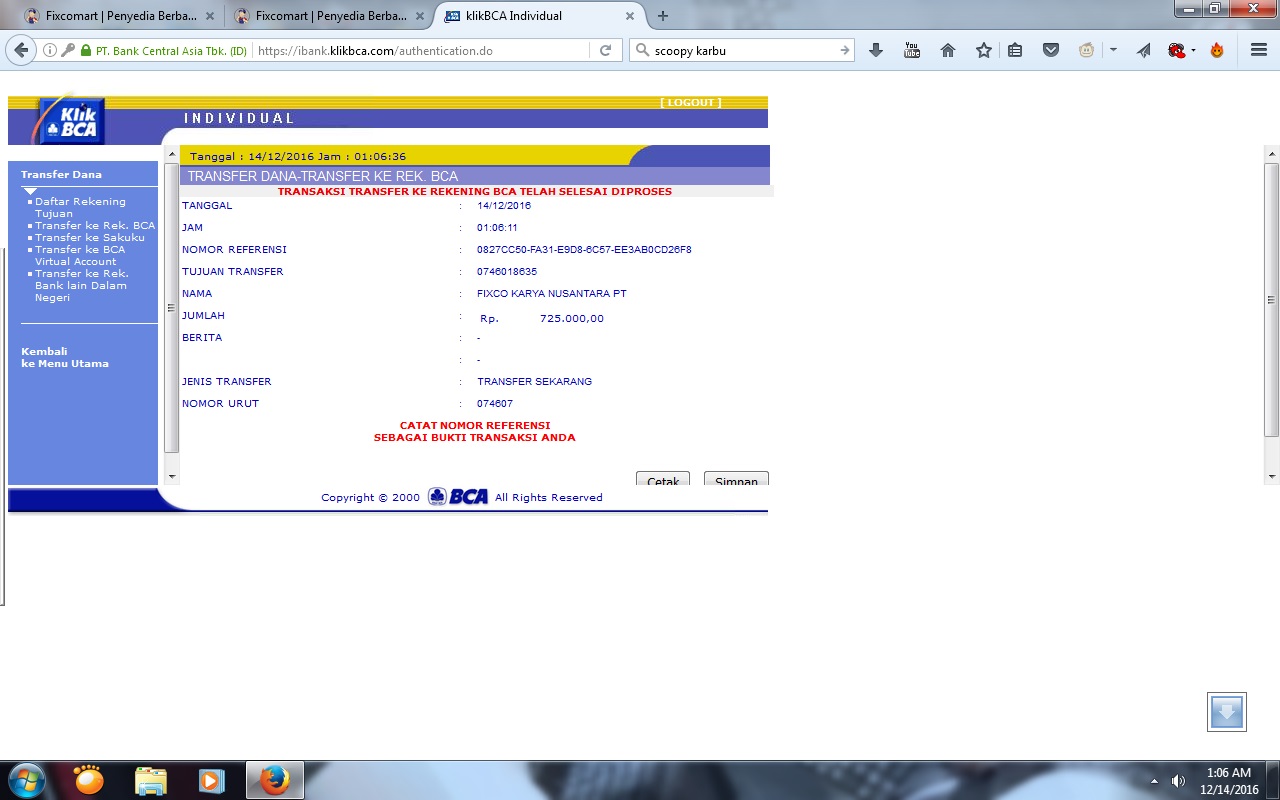 Fixcomart | Penyedia Berba...
Fixcomart | Penyedia Berba...
klikBCA Individual
PT. Bank Central Asia Tbk. (ID)
https://ibank.klikbca.com/authentication.do
scoopy karbu
You Tube
Klik BCA
INDIVIDUAL
[ LOGOUT ]
Tanggal : 14/12/2016 Jam : 01:06:36
Transfer Dana
Daftar Rekening
Tujuan
Transfer ke Rek. BCA
Transfer ke Sakuku
Transfer ke BCA
Virtual Account
Transfer ke Rek.
Bank lain Dalam
Negeri
Kembali
ke Menu Utama
TRANSFER DANA-TRANSFER KE REK. BCA
TRANSAKSI TRANSFER KE REKENING BCA TELAH SELESAI DIPROSES
TANGGAL : 14/12/2016
JAM : 01:06:11
NOMOR REFERENSI : 0827CC50-FA31-E9D8-6C57-EE3AB0CD26F8
TUJUAN TRANSFER : 0746018635
NAMA : FIXCO KARYA NUSANTARA PT
JUMLAH : Rp. 725.000,00
BERITA : -
: -
JENIS TRANSFER : TRANSFER SEKARANG
NOMOR URUT : 074607
CATAT NOMOR REFERENSI
SEBAGAI BUKTI TRANSAKSI ANDA
Cetak Simpan
Copyright © 2000 BCA All Rights Reserved
1:06 AM
12/14/2016